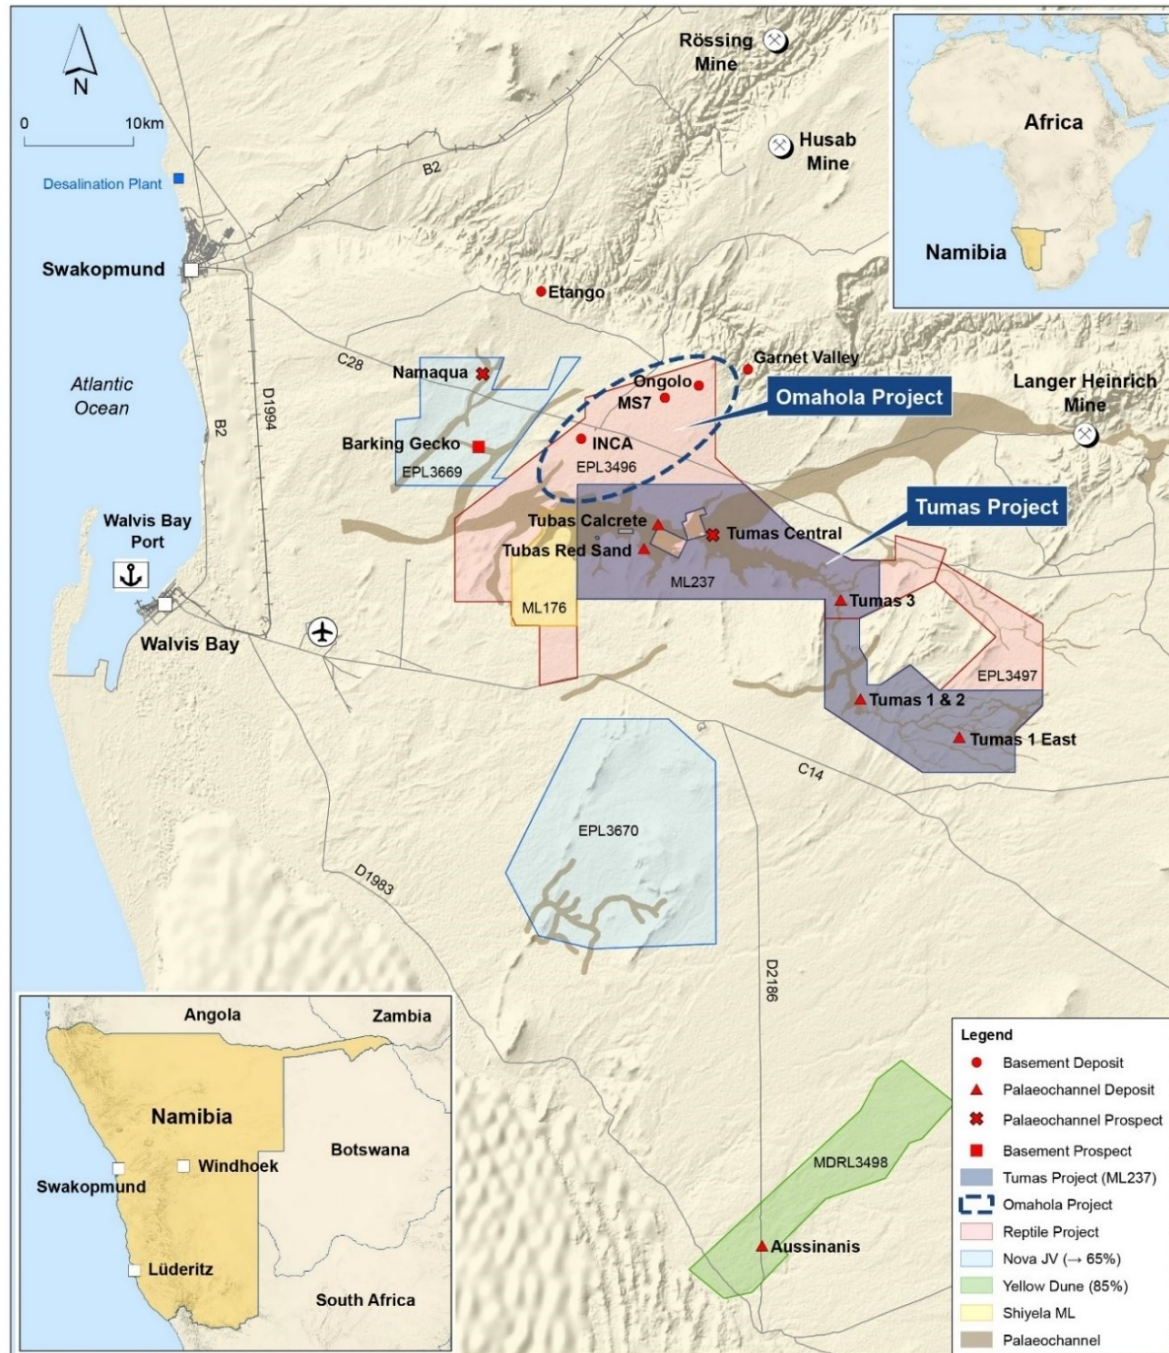 Rössing
Mine
N
0 10km
Africa
Husab
Mine
B2
Desalination Plant
Namibia
Swakopmund
Etango
C28
Garnet Valley
Namaqua
Atlantic
Ocean
D1994
Ongolo
MS7
Omahola Project
Langer Heinrich
Mine
B2
Barking Gecko
INCA
EPL3669
EPL3496
Tumas Project
Walvis Bay
Port
Tubas Calcrete
Tumas Central
Tubas Red Sand
ML237
ML176
Tumas 3
Walvis Bay
EPL3497
Tumas 1 & 2
Tumas 1 East
C14
EPL3670
D1983
D2186
Angola
Zambia
Namibia
Botswana
Windhoek
Swakopmund
Lüderitz
South Africa
MDRL3498
Aussinanis
Legend
Basement Deposit
Palaeochannel Deposit
Palaeochannel Prospect
Basement Prospect
Tumas Project (ML237)
Omahola Project
Reptile Project
Nova JV (→ 65%)
Yellow Dune (85%)
Shiyela ML
Palaeochannel